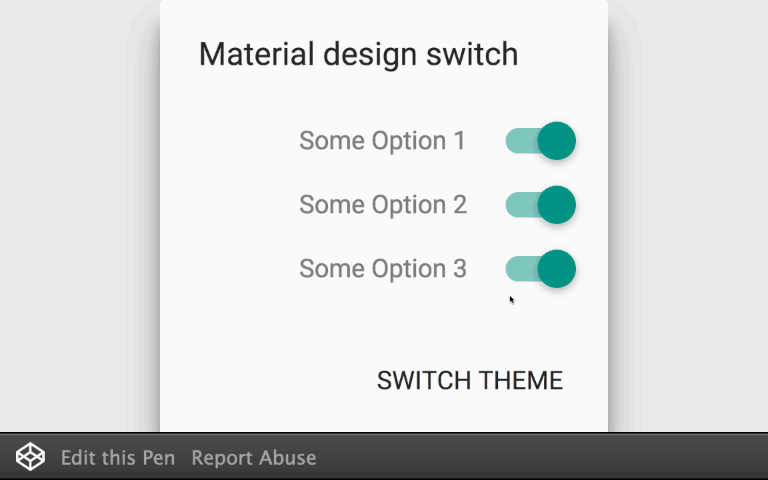 Material design switch
Some Option 1
Some Option 2
Some Option 3
SWITCH THEME
Edit this Pen Report Abuse